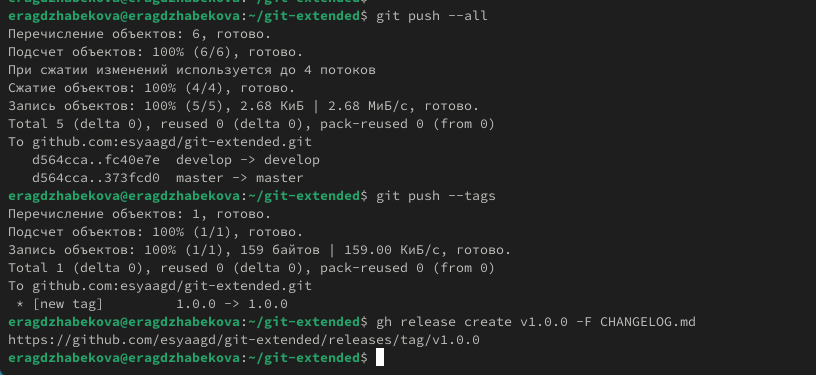 eragdzhabekova@eragdzhabekova:~/git-extended$ git push --all
Перечисление объектов: 6, готово.
Подсчет объектов: 100% (6/6), готово.
При сжатии изменений используется до 4 потоков
Сжатие объектов: 100% (4/4), готово.
Запись объектов: 100% (5/5), 2.68 КиБ | 2.68 МиБ/с, готово.
Total 5 (delta 0), reused 0 (delta 0), pack-reused 0 (from 0)
To github.com:esyaagd/git-extended.git
   d564cca..fc40e7e  develop -> develop
   d564cca..373fcd0  master -> master
eragdzhabekova@eragdzhabekova:~/git-extended$ git push --tags
Перечисление объектов: 1, готово.
Подсчет объектов: 100% (1/1), готово.
Запись объектов: 100% (1/1), 159 байтов | 159.00 КиБ/с, готово.
Total 1 (delta 0), reused 0 (delta 0), pack-reused 0 (from 0)
To github.com:esyaagd/git-extended.git
 * [new tag]         1.0.0 -> 1.0.0
eragdzhabekova@eragdzhabekova:~/git-extended$ gh release create v1.0.0 -F CHANGELOG.md
https://github.com/esyaagd/git-extended/releases/tag/v1.0.0
eragdzhabekova@eragdzhabekova:~/git-extended$